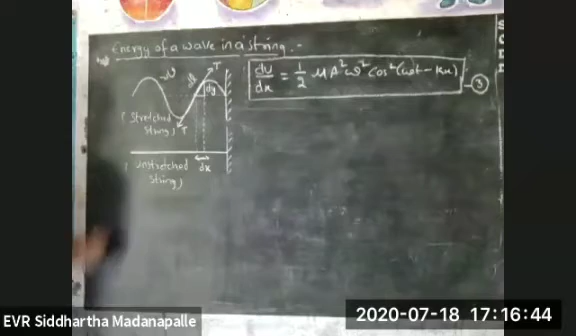 Energy of a wave in a string :-
dU/dx = 1/2 μA²ω² cos²(ωt - kx) — ③
T
dl
dy
(Stretched
String)
T
(Unstretched
String)
dx
EVR Siddhartha Madanapalle
2020-07-18 17:16:44